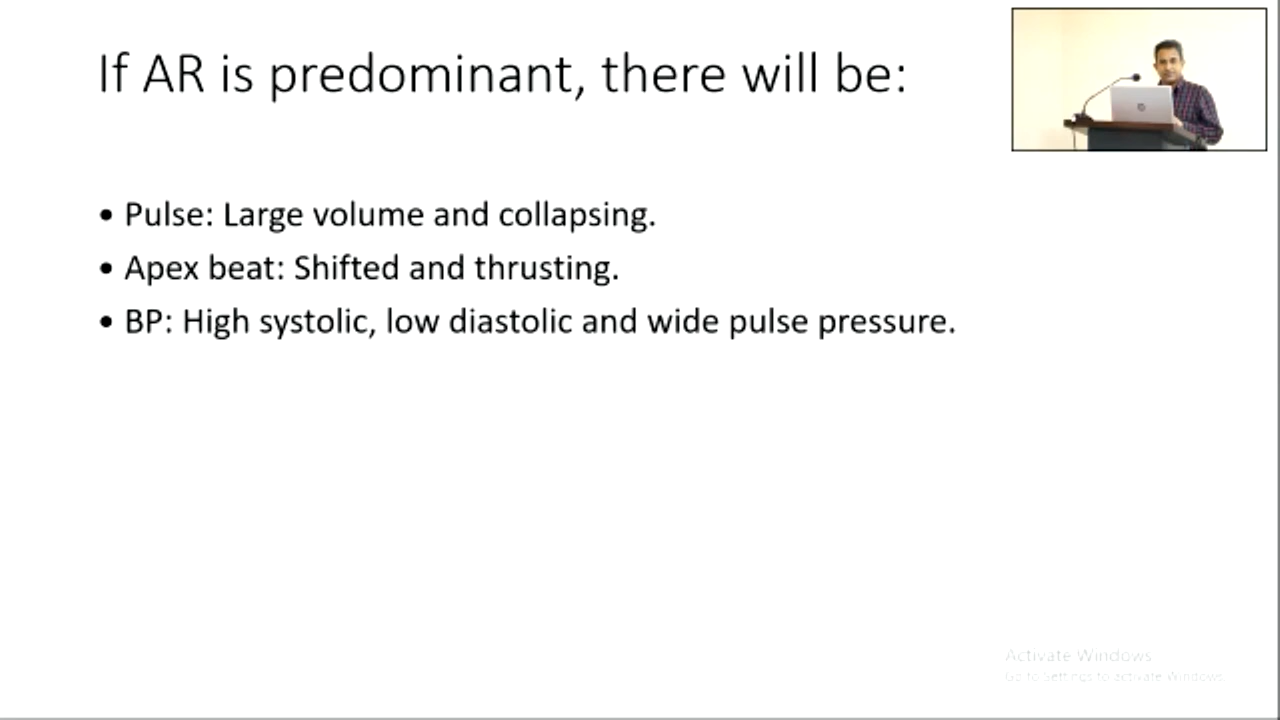 If AR is predominant, there will be:
• Pulse: Large volume and collapsing.
• Apex beat: Shifted and thrusting.
• BP: High systolic, low diastolic and wide pulse pressure.
Activate Windows
Go to Settings to activate Windows.